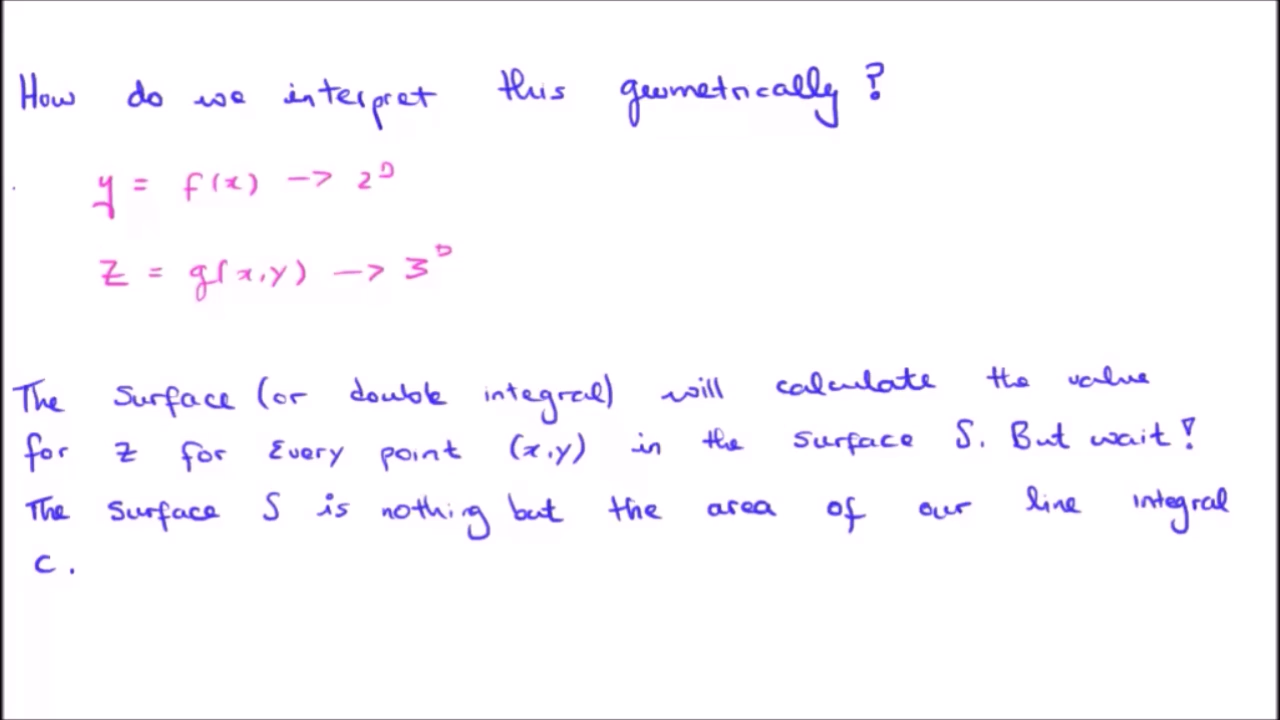 How do we interpret this geometrically?
y = f(x) -> 2D
z = g(x,y) -> 3D
The surface (or double integral) will calculate the value
for z for every point (x,y) in the surface S. But wait!
The surface S is nothing but the area of our line integral
C.